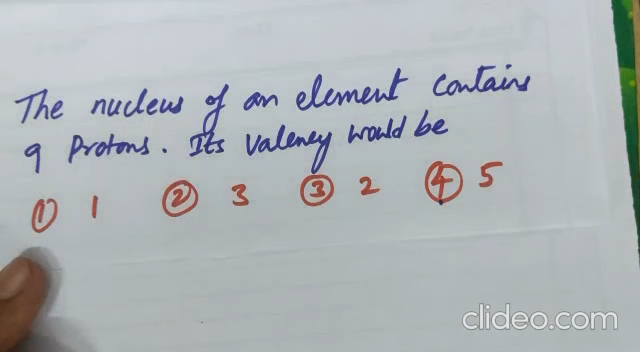 The nucleus of an element contains
9 Protons. Its Valency would be
① 1 ② 3 ③ 2 ④ 5
clideo.com